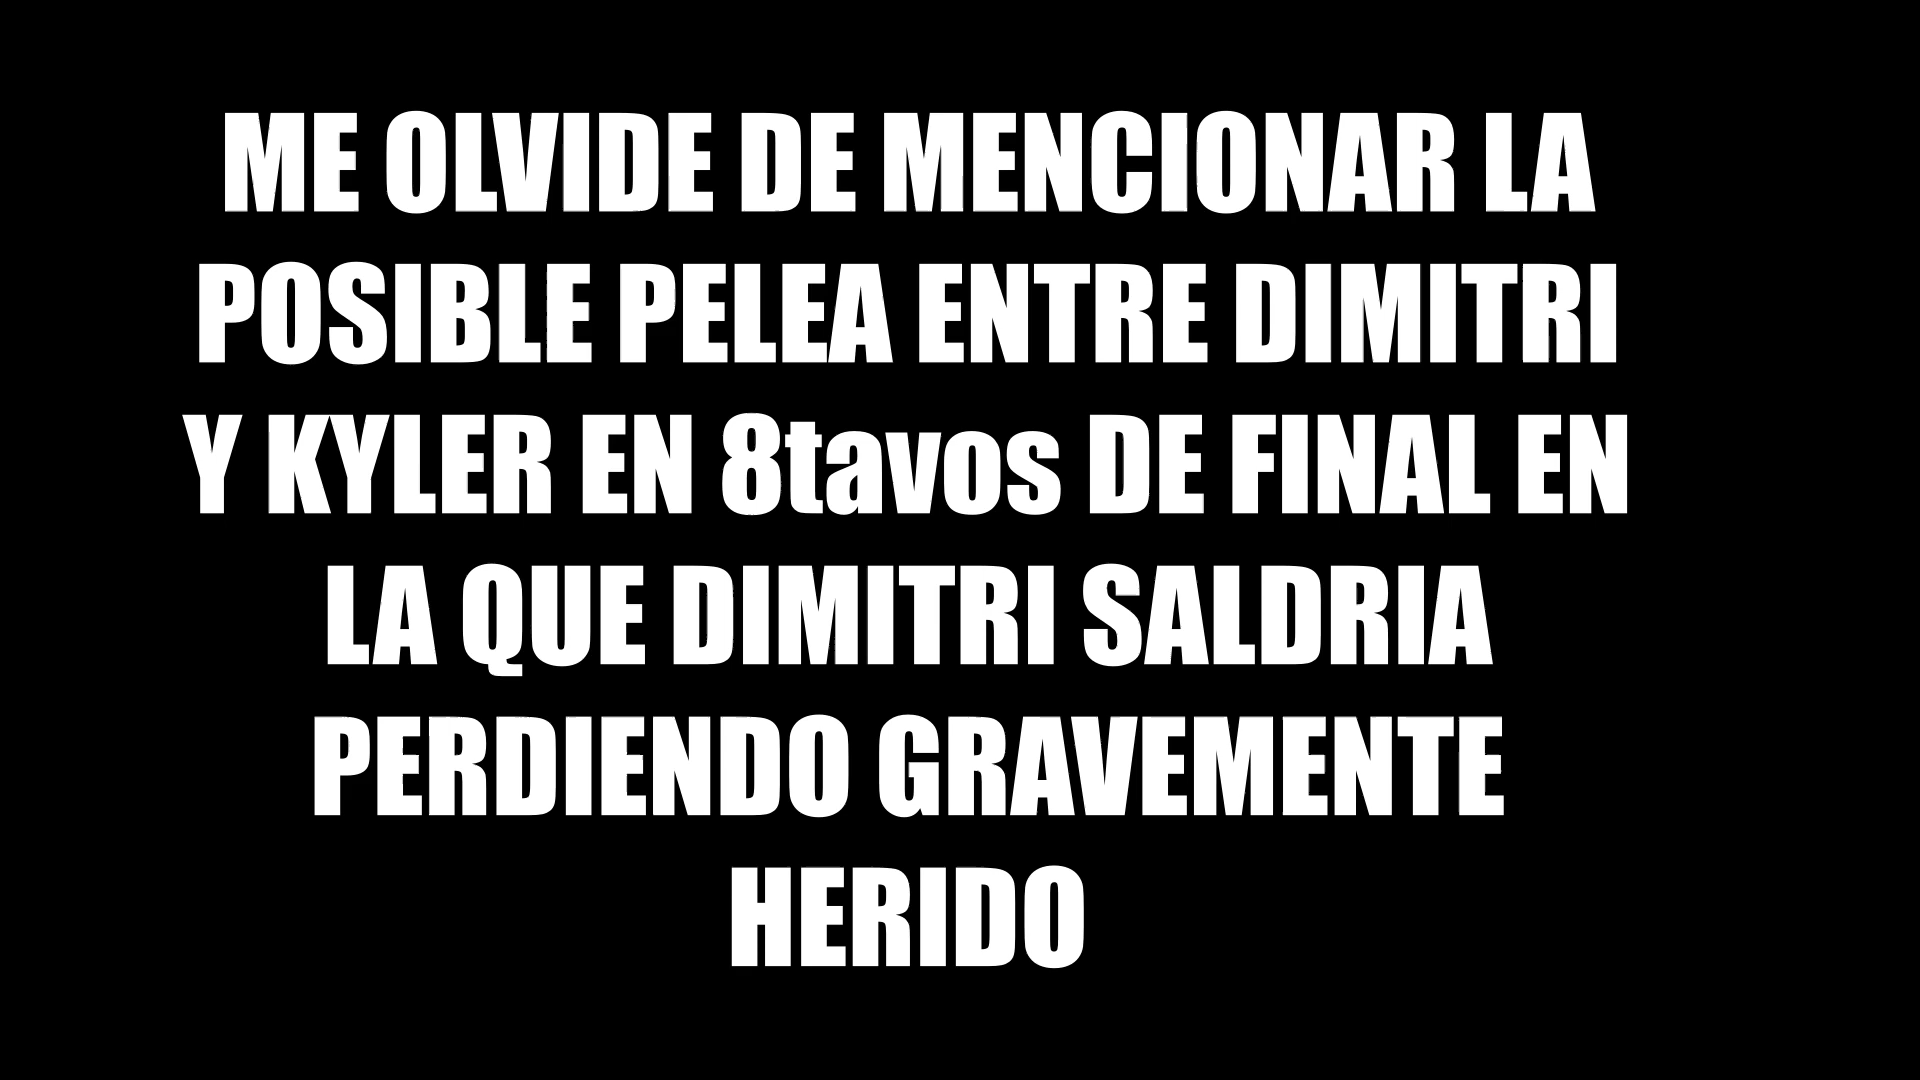 ME OLVIDE DE MENCIONAR LA
POSIBLE PELEA ENTRE DIMITRI
Y KYLER EN 8tavos DE FINAL EN
LA QUE DIMITRI SALDRIA
PERDIENDO GRAVEMENTE
HERIDO